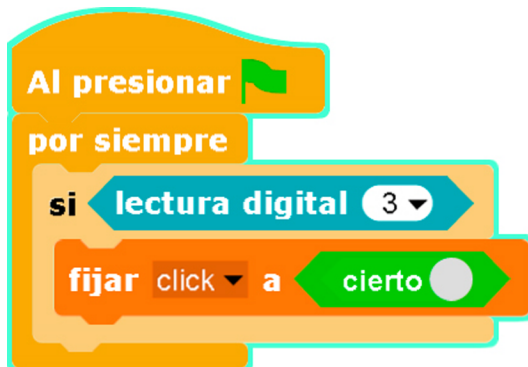 Al presionar
por siempre
si lectura digital 3
fijar click a cierto